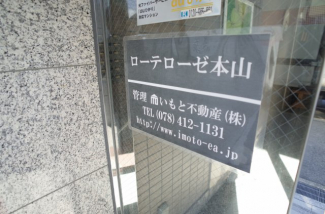 ローテローゼ本山
管理 いもと不動産(株)
TEL(078)412-1131
http://www.imoto-ea.jp